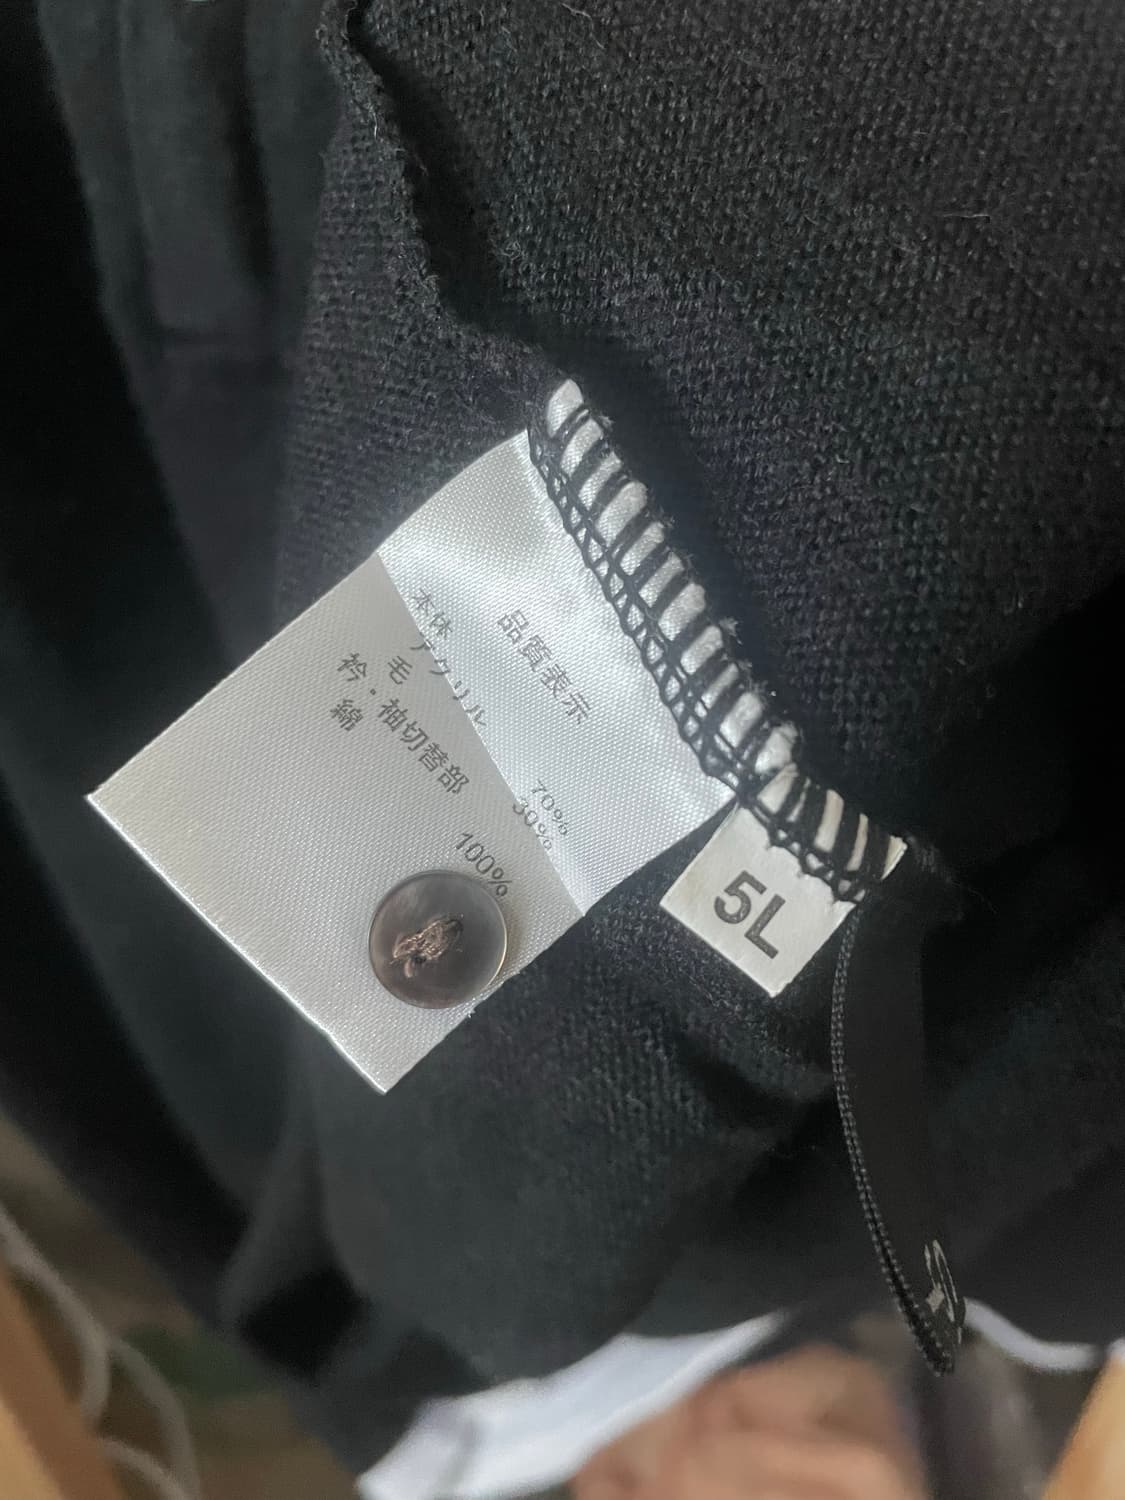 品質表示
本体
アクリル 70%
毛 30%
衿・袖切替部
綿 100%
5L